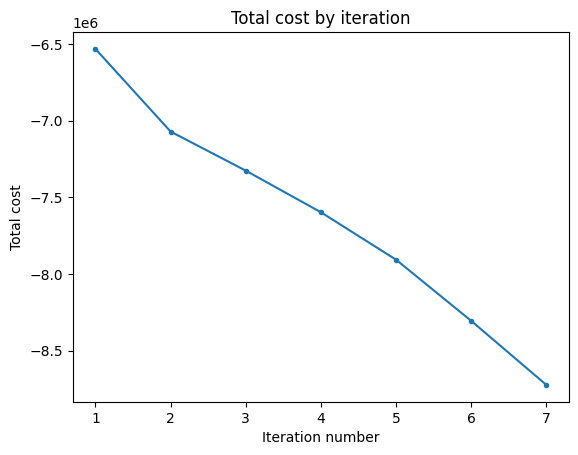 Total cost by iteration
1e6
−6.5
−7.0
−7.5
−8.0
−8.5
Total cost
1 2 3 4 5 6 7
Iteration number